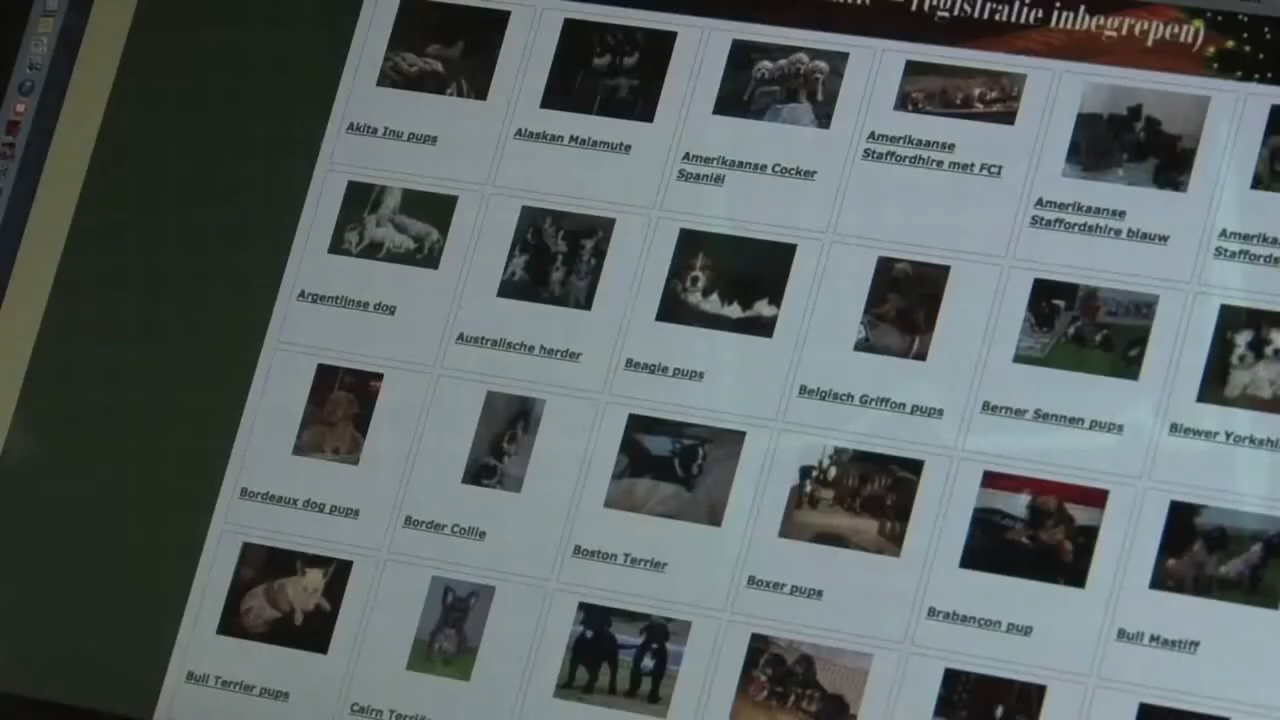 registratie inbegrepen)
Akita Inu pups
Alaskan Malamute
Amerikaanse Cocker
Spaniël
Amerikaanse
Staffordhire met FCI
Amerikaanse
Staffordshire blauw
Argentijnse dog
Australische herder
Beagle pups
Belgisch Griffon pups
Berner Sennen pups
Biewer
Bordeaux dog pups
Border Collie
Boston Terrier
Boxer pups
Brabançon pup
Bull Mastiff
Bull Terrier pups
Cairn